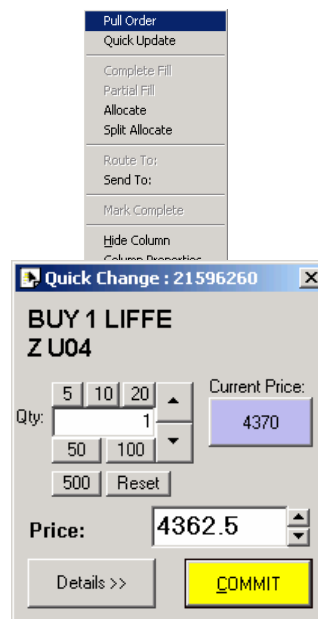 Pull Order
Quick Update
Complete Fill
Partial Fill
Allocate
Split Allocate
Route To:
Send To:
Mark Complete
Hide Column
Column Properties
Quick Change : 21596260
BUY 1 LIFFE
Z U04
5 10 20
Current Price:
Qty: 1
4370
50 100
500 Reset
Price: 4362.5
Details >> COMMIT